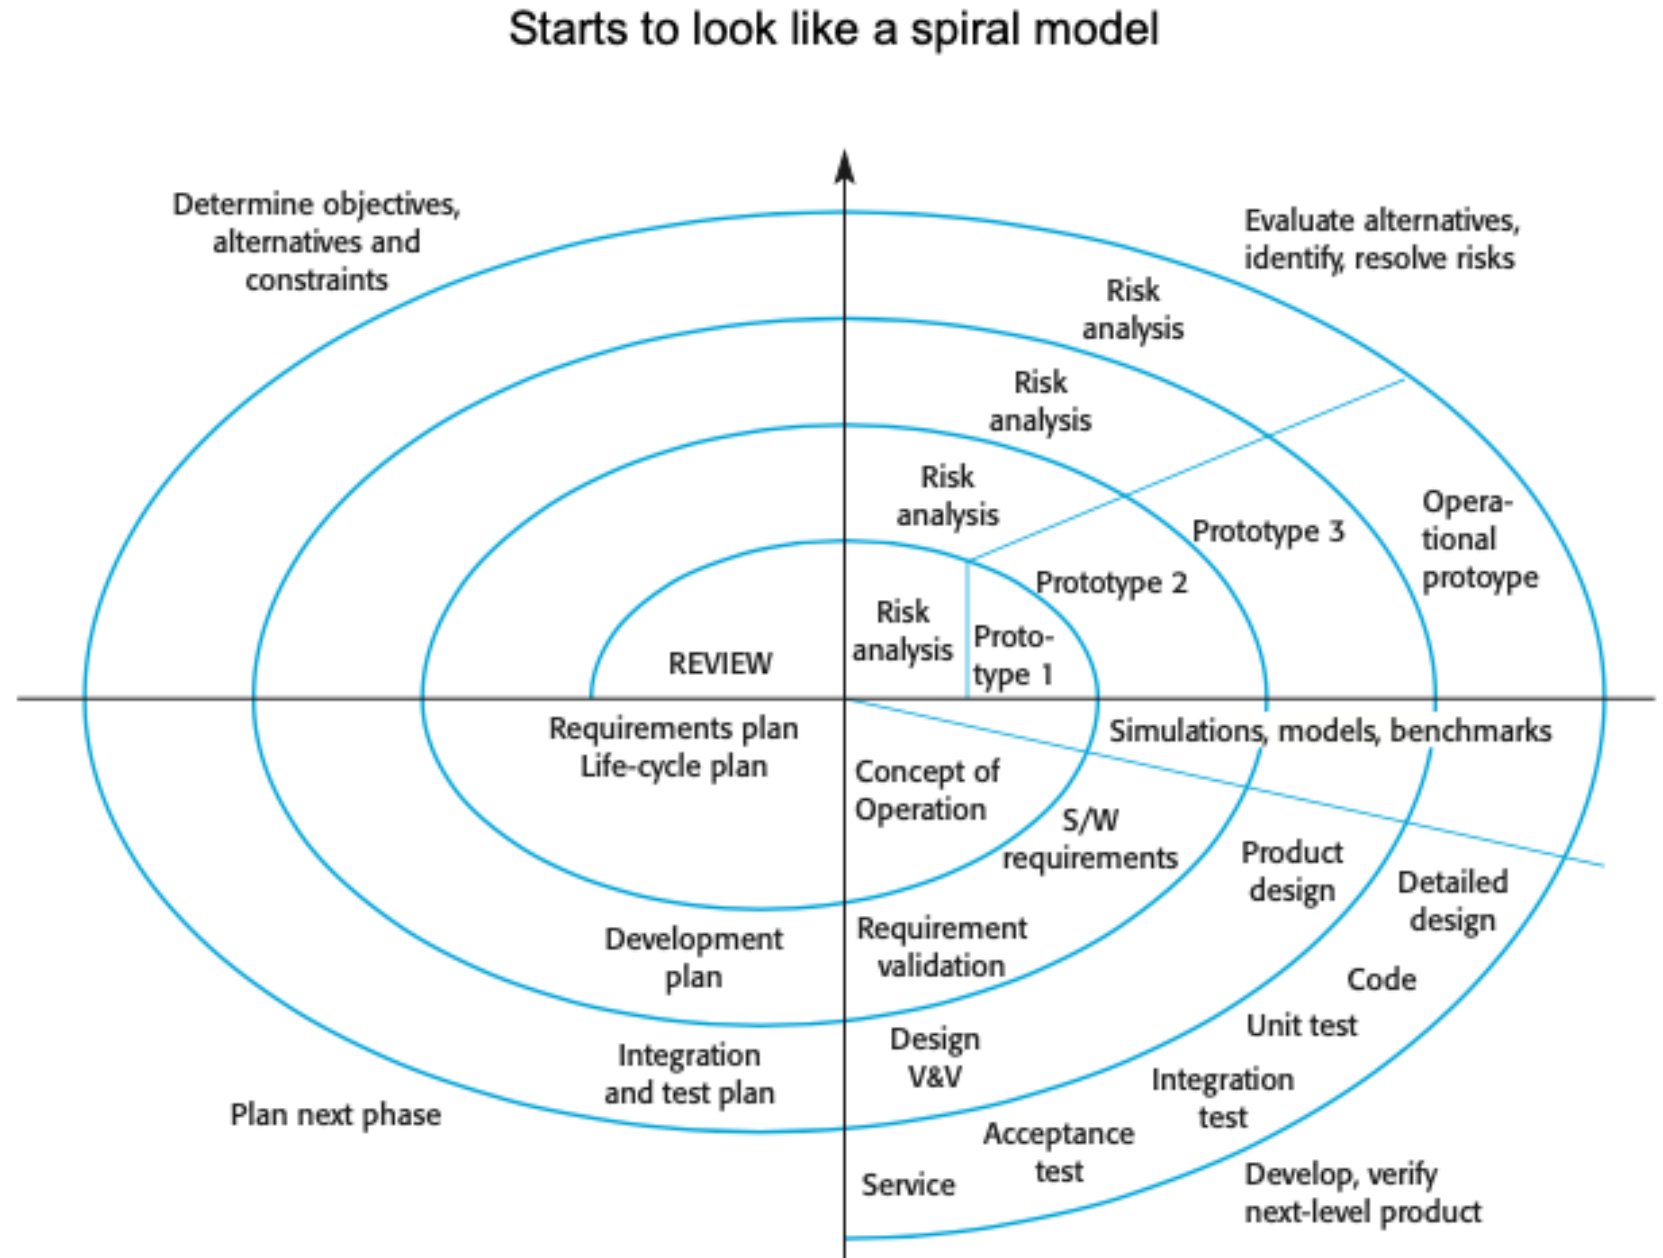 Starts to look like a spiral model
Determine objectives,
alternatives and
constraints
Evaluate alternatives,
identify, resolve risks
Risk
analysis
Risk
analysis
Risk
analysis
Risk
analysis
Proto-
type 1
Prototype 2
Prototype 3
Opera-
tional
protoype
REVIEW
Requirements plan
Life-cycle plan
Simulations, models, benchmarks
Concept of
Operation
S/W
requirements
Product
design
Detailed
design
Development
plan
Requirement
validation
Code
Unit test
Integration
and test plan
Design
V&V
Integration
test
Plan next phase
Acceptance
test
Service
Develop, verify
next-level product